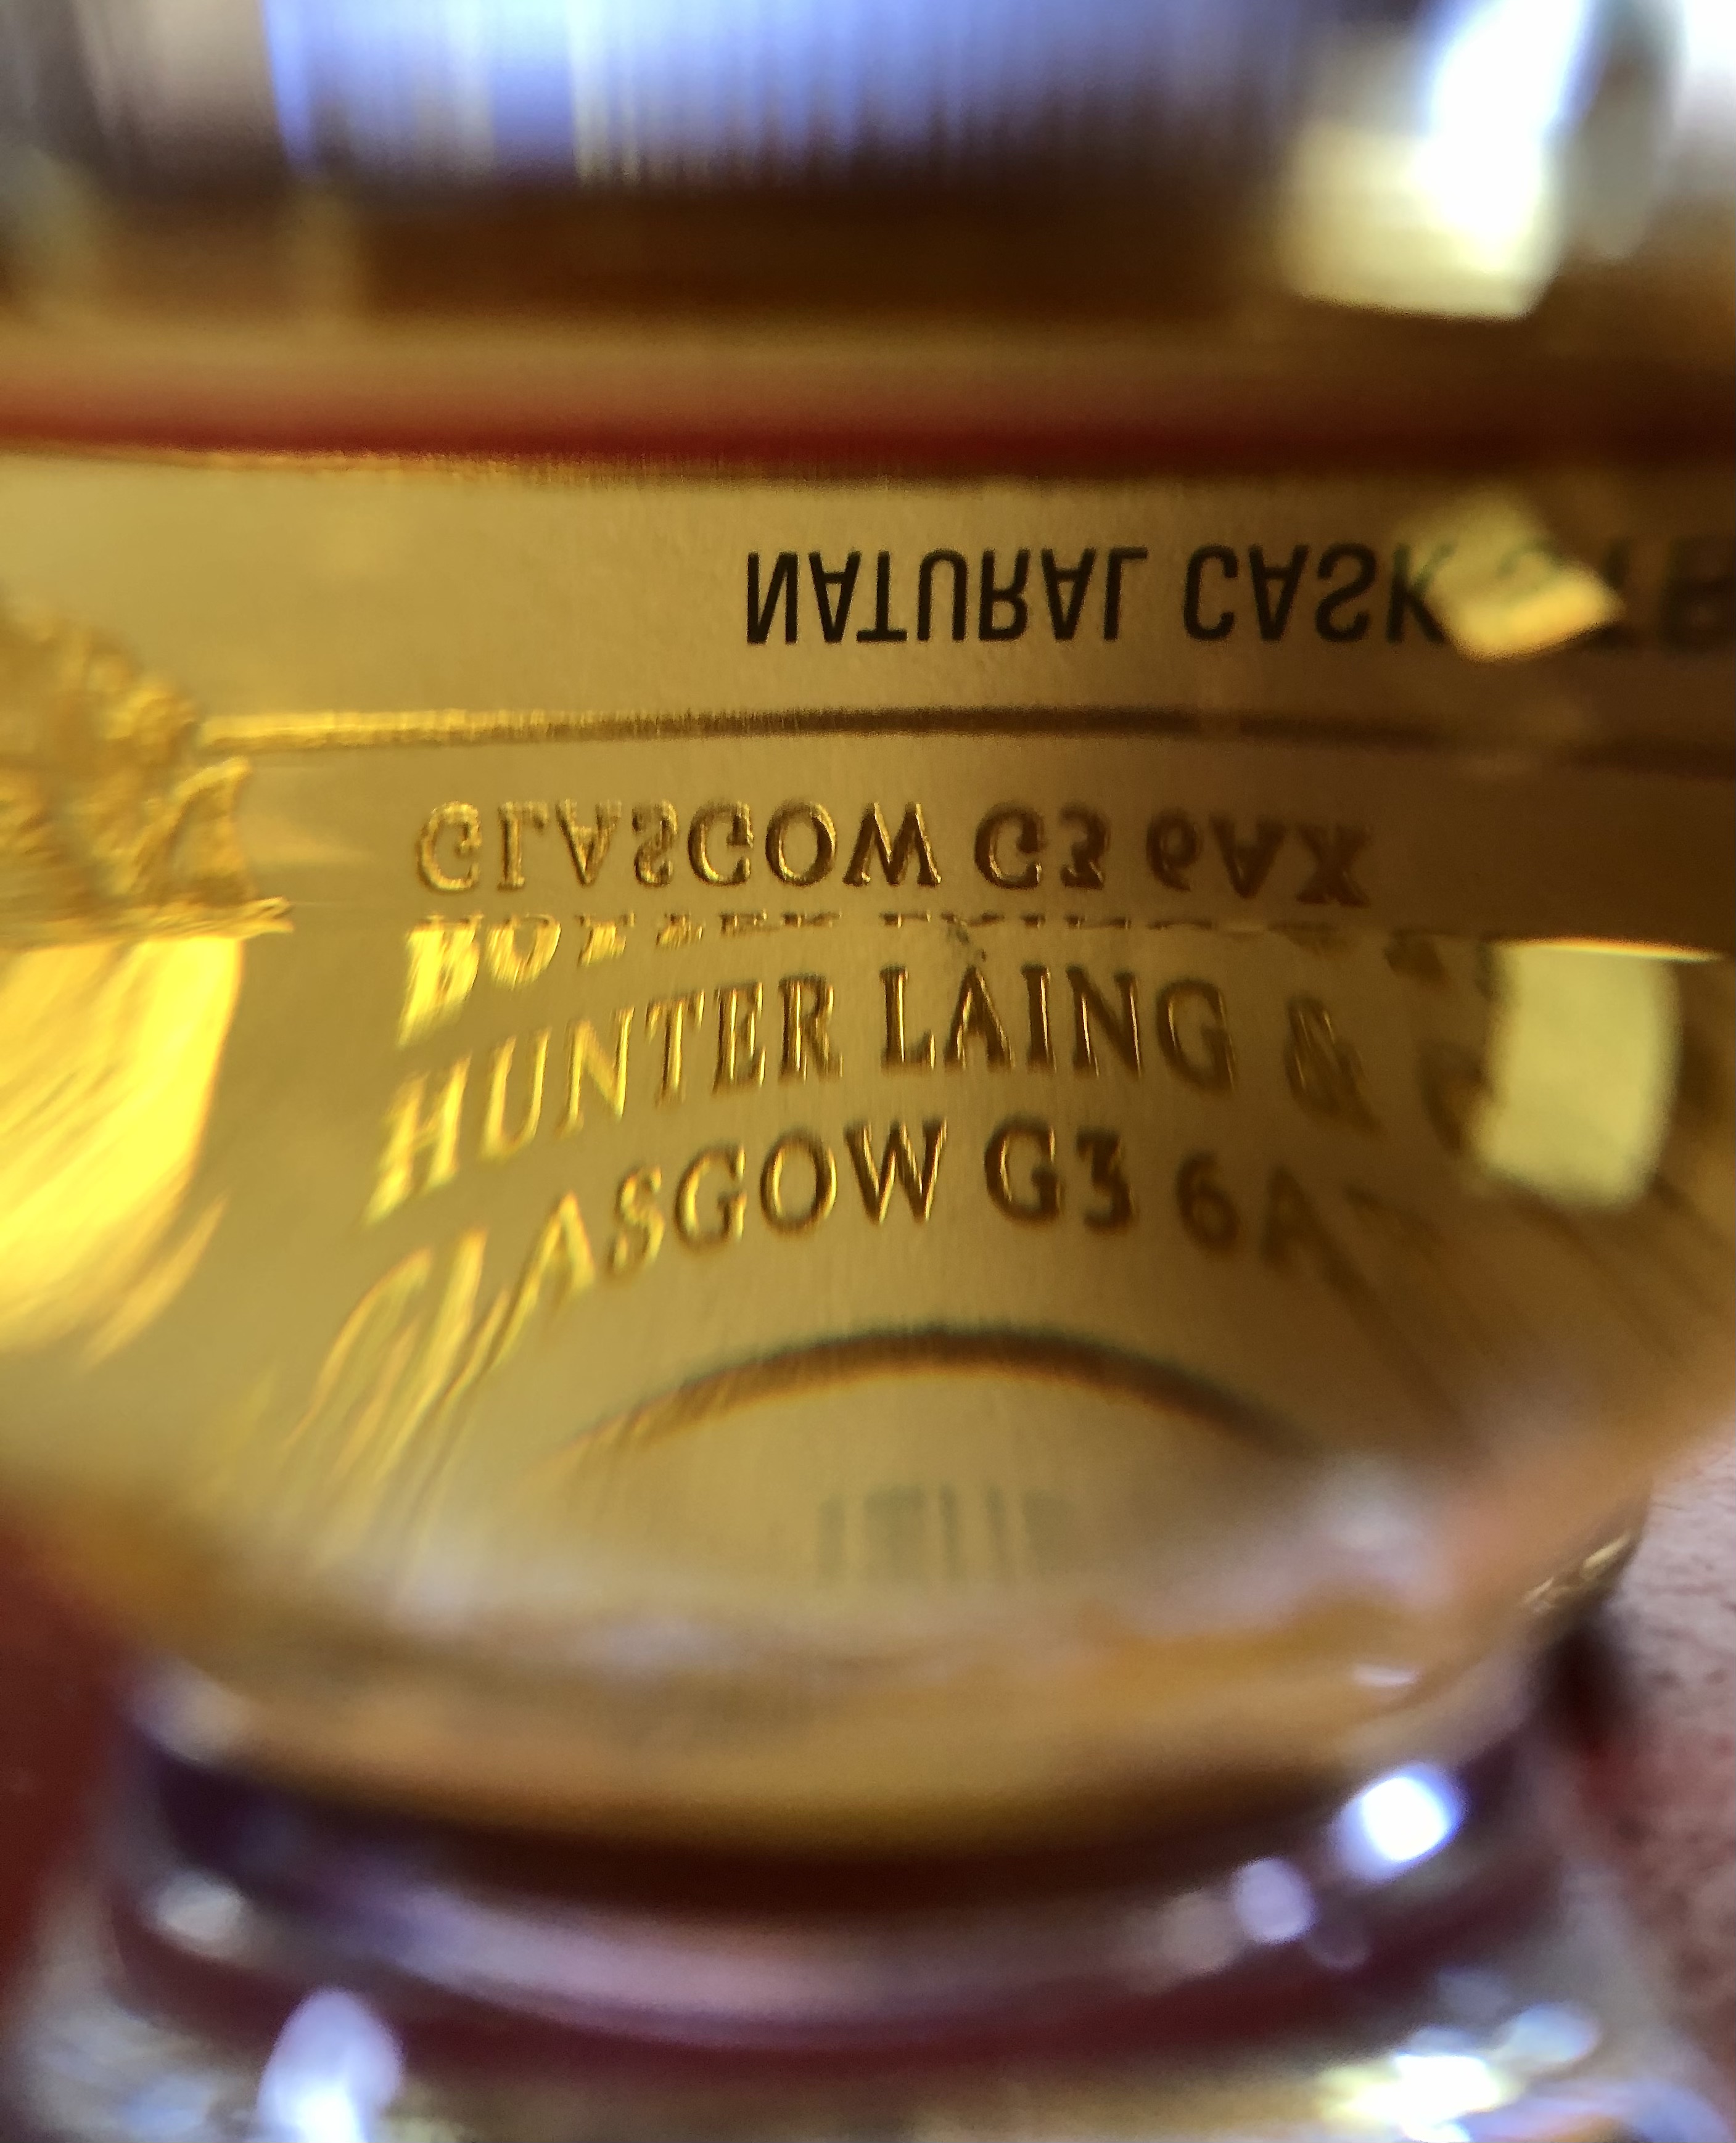 NATURAL CASK
GLASGOW G3 6AX
HUNTER LAING &
GLASGOW G3 6A